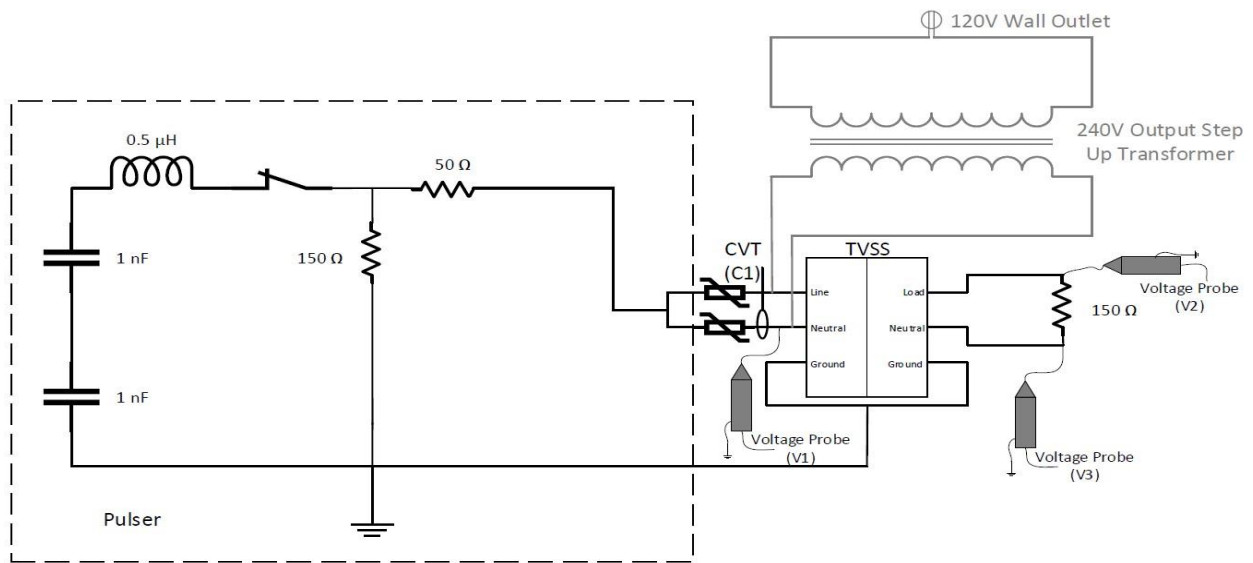 120V Wall Outlet
240V Output Step
Up Transformer
0.5 µH
50 Ω
1 nF
150 Ω
CVT
(C1)
TVSS
Line
Load
Neutral
Neutral
Ground
Ground
Voltage Probe
(V2)
150 Ω
1 nF
Voltage Probe
(V1)
Voltage Probe
(V3)
Pulser